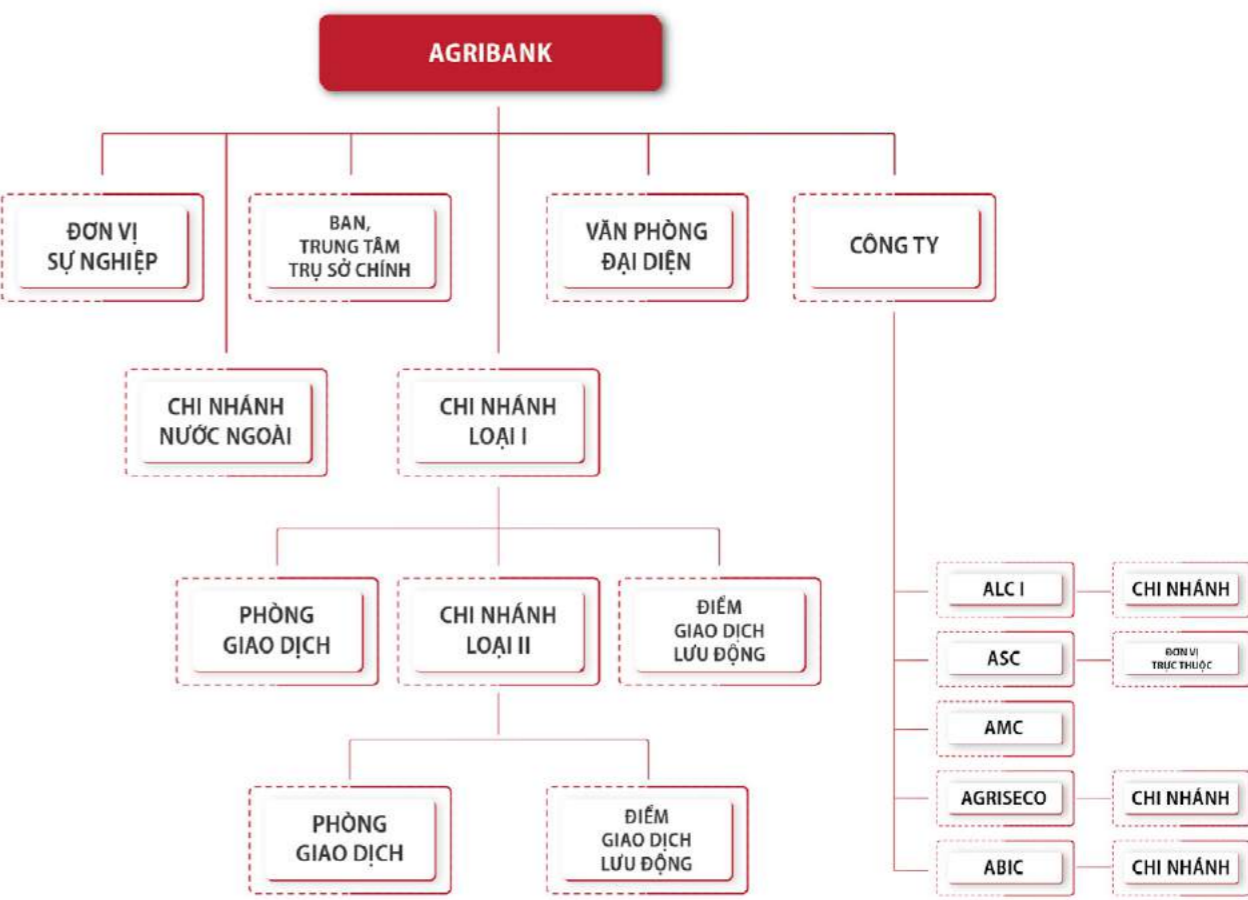 AGRIBANK
ĐƠN VỊ
SỰ NGHIỆP
BAN,
TRUNG TÂM
TRỤ SỞ CHÍNH
VĂN PHÒNG
ĐẠI DIỆN
CÔNG TY
CHI NHÁNH
NƯỚC NGOÀI
CHI NHÁNH
LOẠI I
PHÒNG
GIAO DỊCH
CHI NHÁNH
LOẠI II
ĐIỂM
GIAO DỊCH
LƯU ĐỘNG
PHÒNG
GIAO DỊCH
ĐIỂM
GIAO DỊCH
LƯU ĐỘNG
ALC I
CHI NHÁNH
ASC
ĐƠN VỊ
TRỰC THUỘC
AMC
AGRISECO
CHI NHÁNH
ABIC
CHI NHÁNH